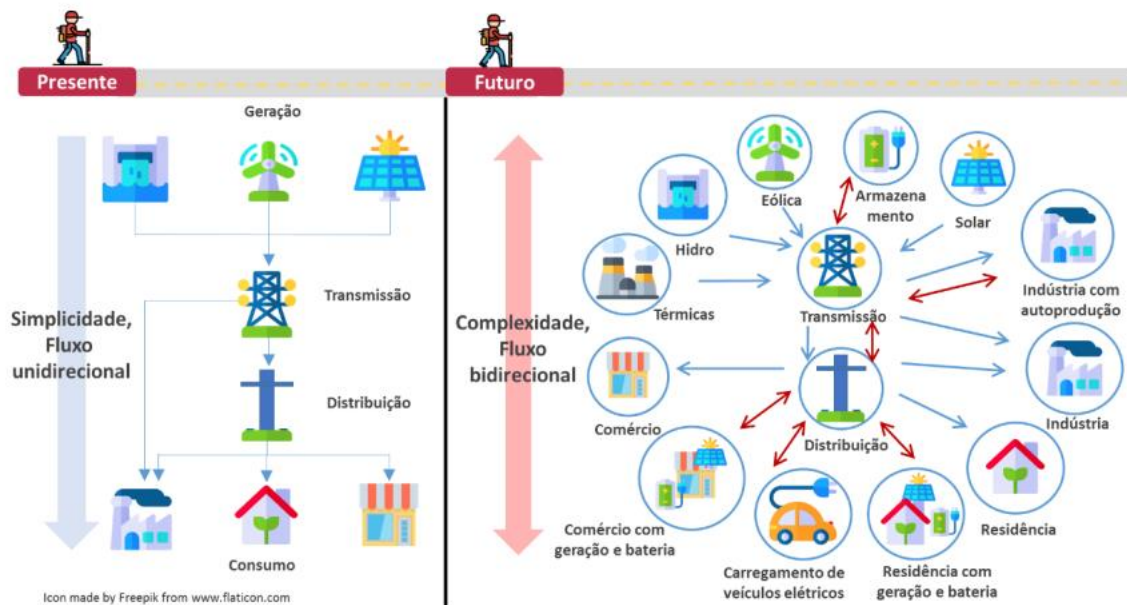 Presente
Geração
Simplicidade,
Fluxo
unidirecional
Transmissão
Distribuição
Consumo
Icon made by Freepik from www.flaticon.com
Futuro
Complexidade,
Fluxo
bidirecional
Eólica
Armazena
mento
Solar
Hidro
Térmicas
Transmissão
Indústria com
autoprodução
Comércio
Distribuição
Indústria
Residência
Comércio com
geração e bateria
Carregamento de
veículos elétricos
Residência com
geração e bateria